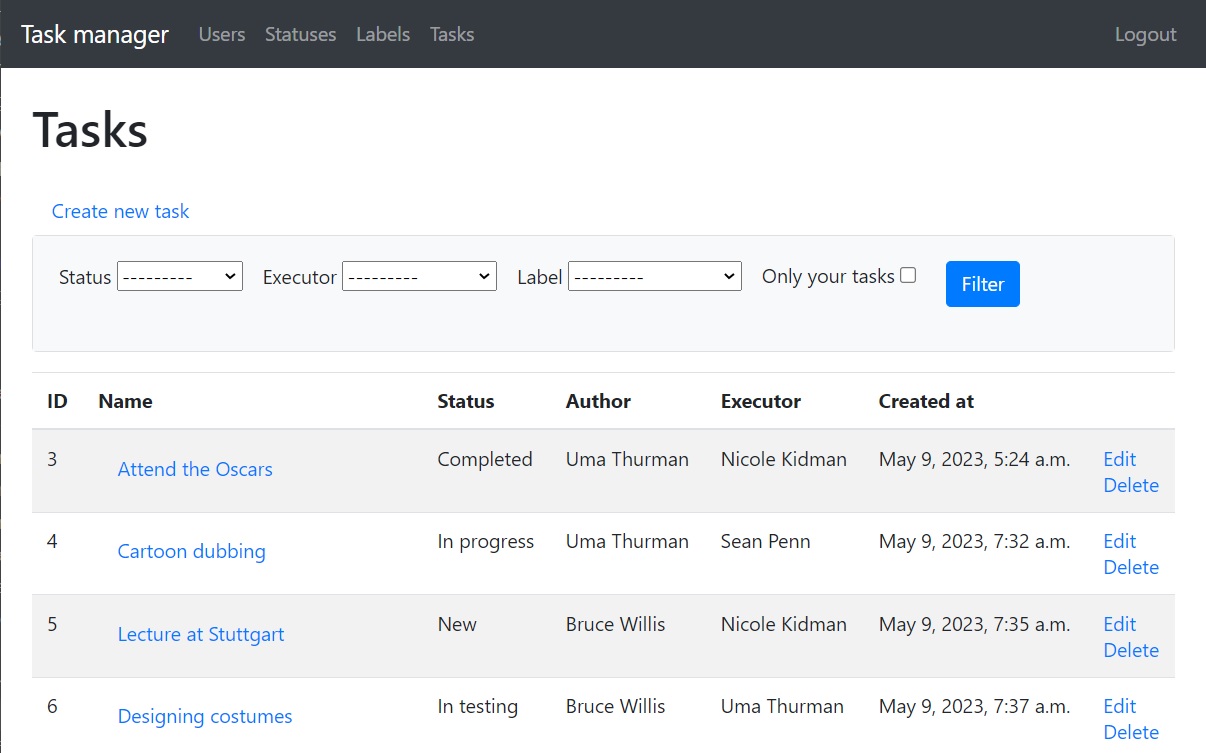 Task manager Users Statuses Labels Tasks Logout
Tasks
Create new task
Status --------- Executor --------- Label --------- Only your tasks Filter
ID Name Status Author Executor Created at
3 Attend the Oscars Completed Uma Thurman Nicole Kidman May 9, 2023, 5:24 a.m. Edit
Delete
4 Cartoon dubbing In progress Uma Thurman Sean Penn May 9, 2023, 7:32 a.m. Edit
Delete
5 Lecture at Stuttgart New Bruce Willis Nicole Kidman May 9, 2023, 7:35 a.m. Edit
Delete
6 Designing costumes In testing Bruce Willis Uma Thurman May 9, 2023, 7:37 a.m. Edit
Delete